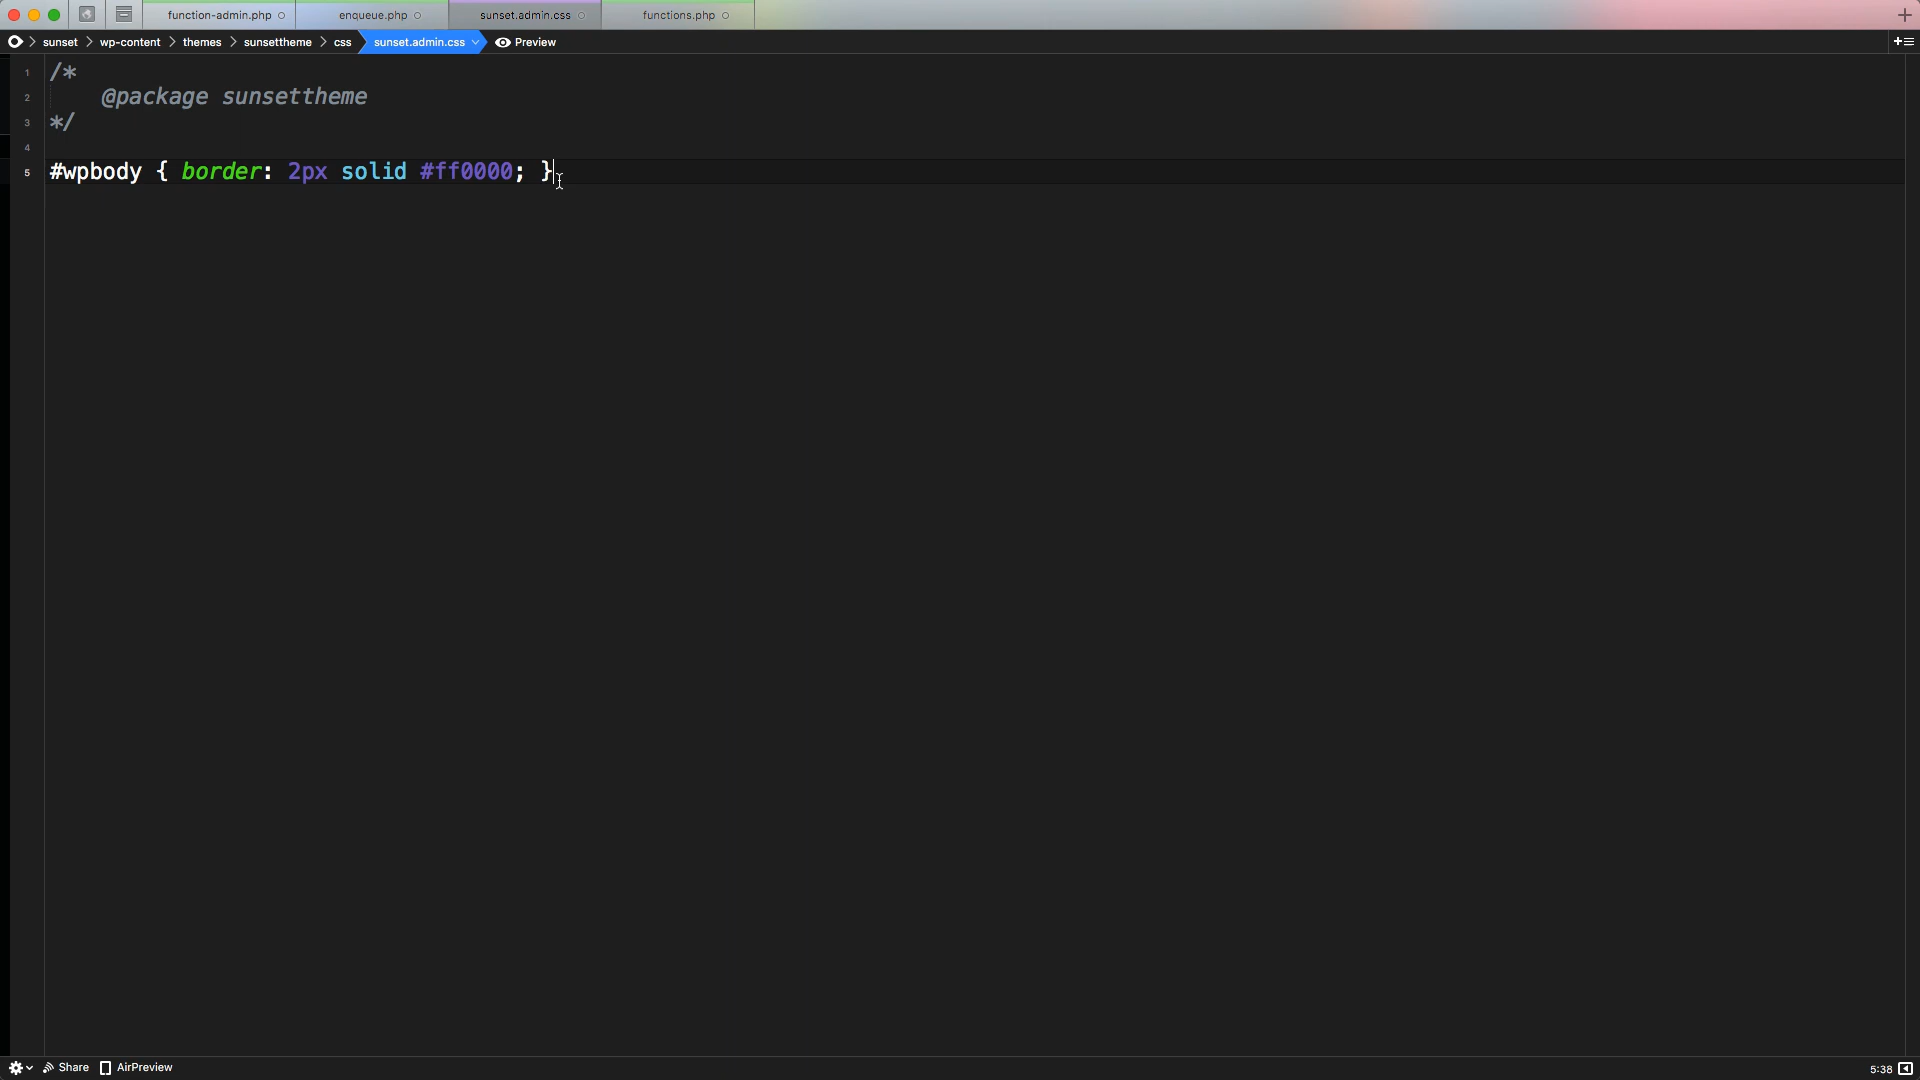 function-admin.php enqueue.php sunset.admin.css functions.php
sunset wp-content themes sunsettheme css sunset.admin.css Preview
1 /*
2 @package sunsettheme
3 */
4
5 #wpbody { border: 2px solid #ff0000; }
Share AirPreview 5:38